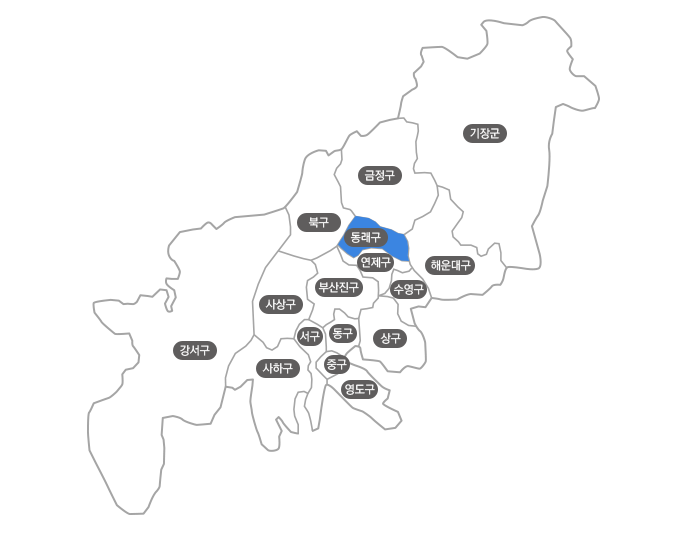 기장군
금정구
북구
동래구
연제구
해운대구
부산진구
수영구
사상구
서구
동구
상구
강서구
사하구
중구
영도구